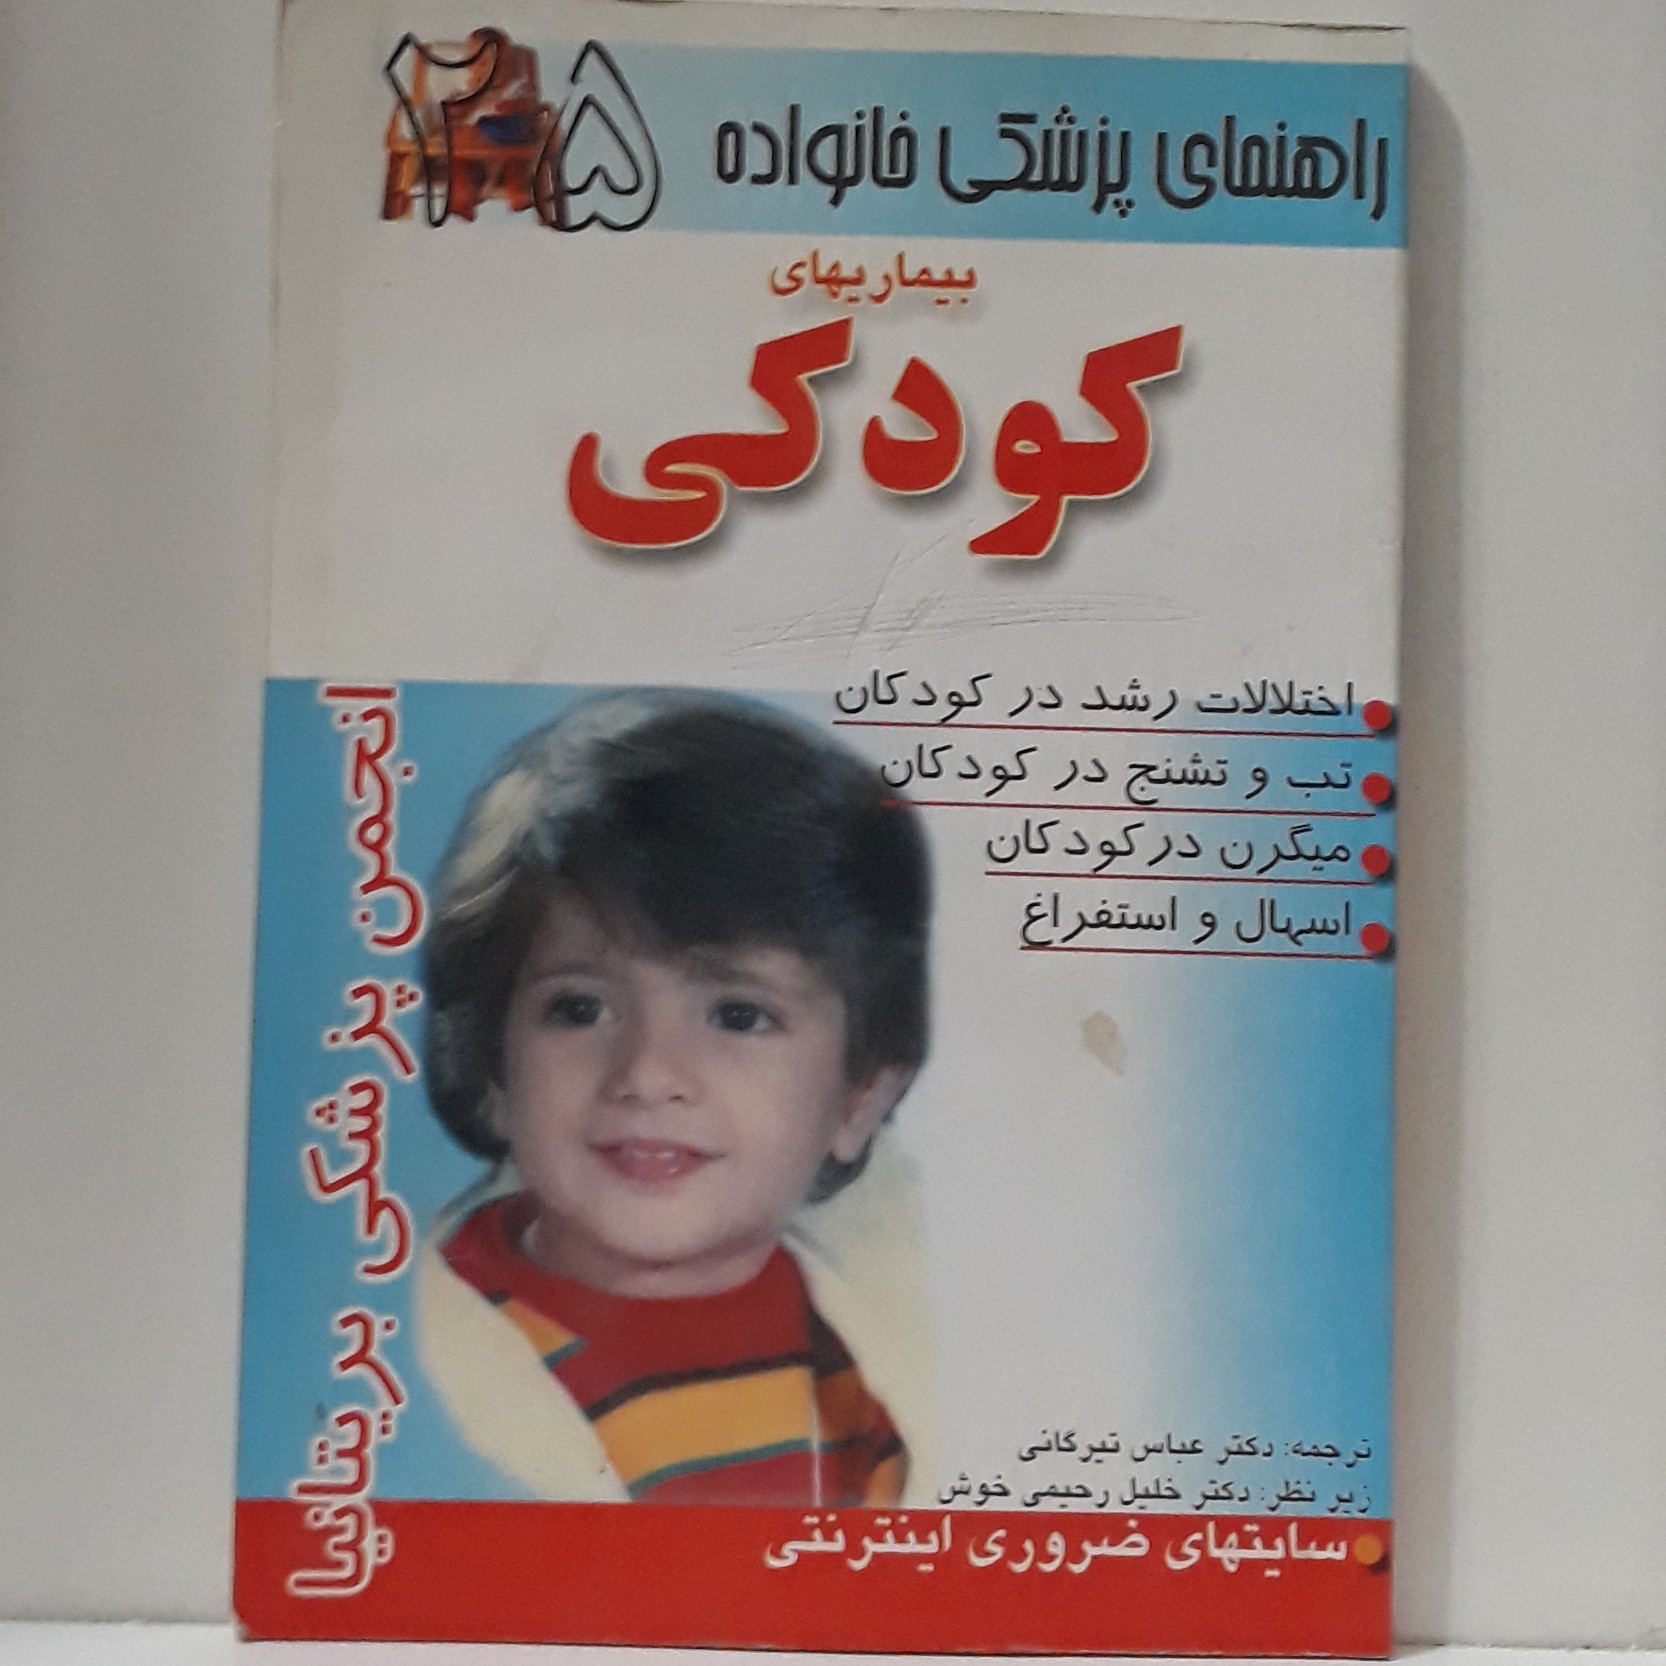 راهنمای پزشکی خانواده ۲۵
بیماریهای
کودکی
اختلالات رشد در کودکان
تب و تشنج در کودکان
میگرن در کودکان
اسهال و استفراغ
انجمن پزشکی بریتانیا
ترجمه: دکتر عباس تیرگانی
زیر نظر: دکتر خلیل رحیمی خوش
سایتهای ضروری اینترنتی